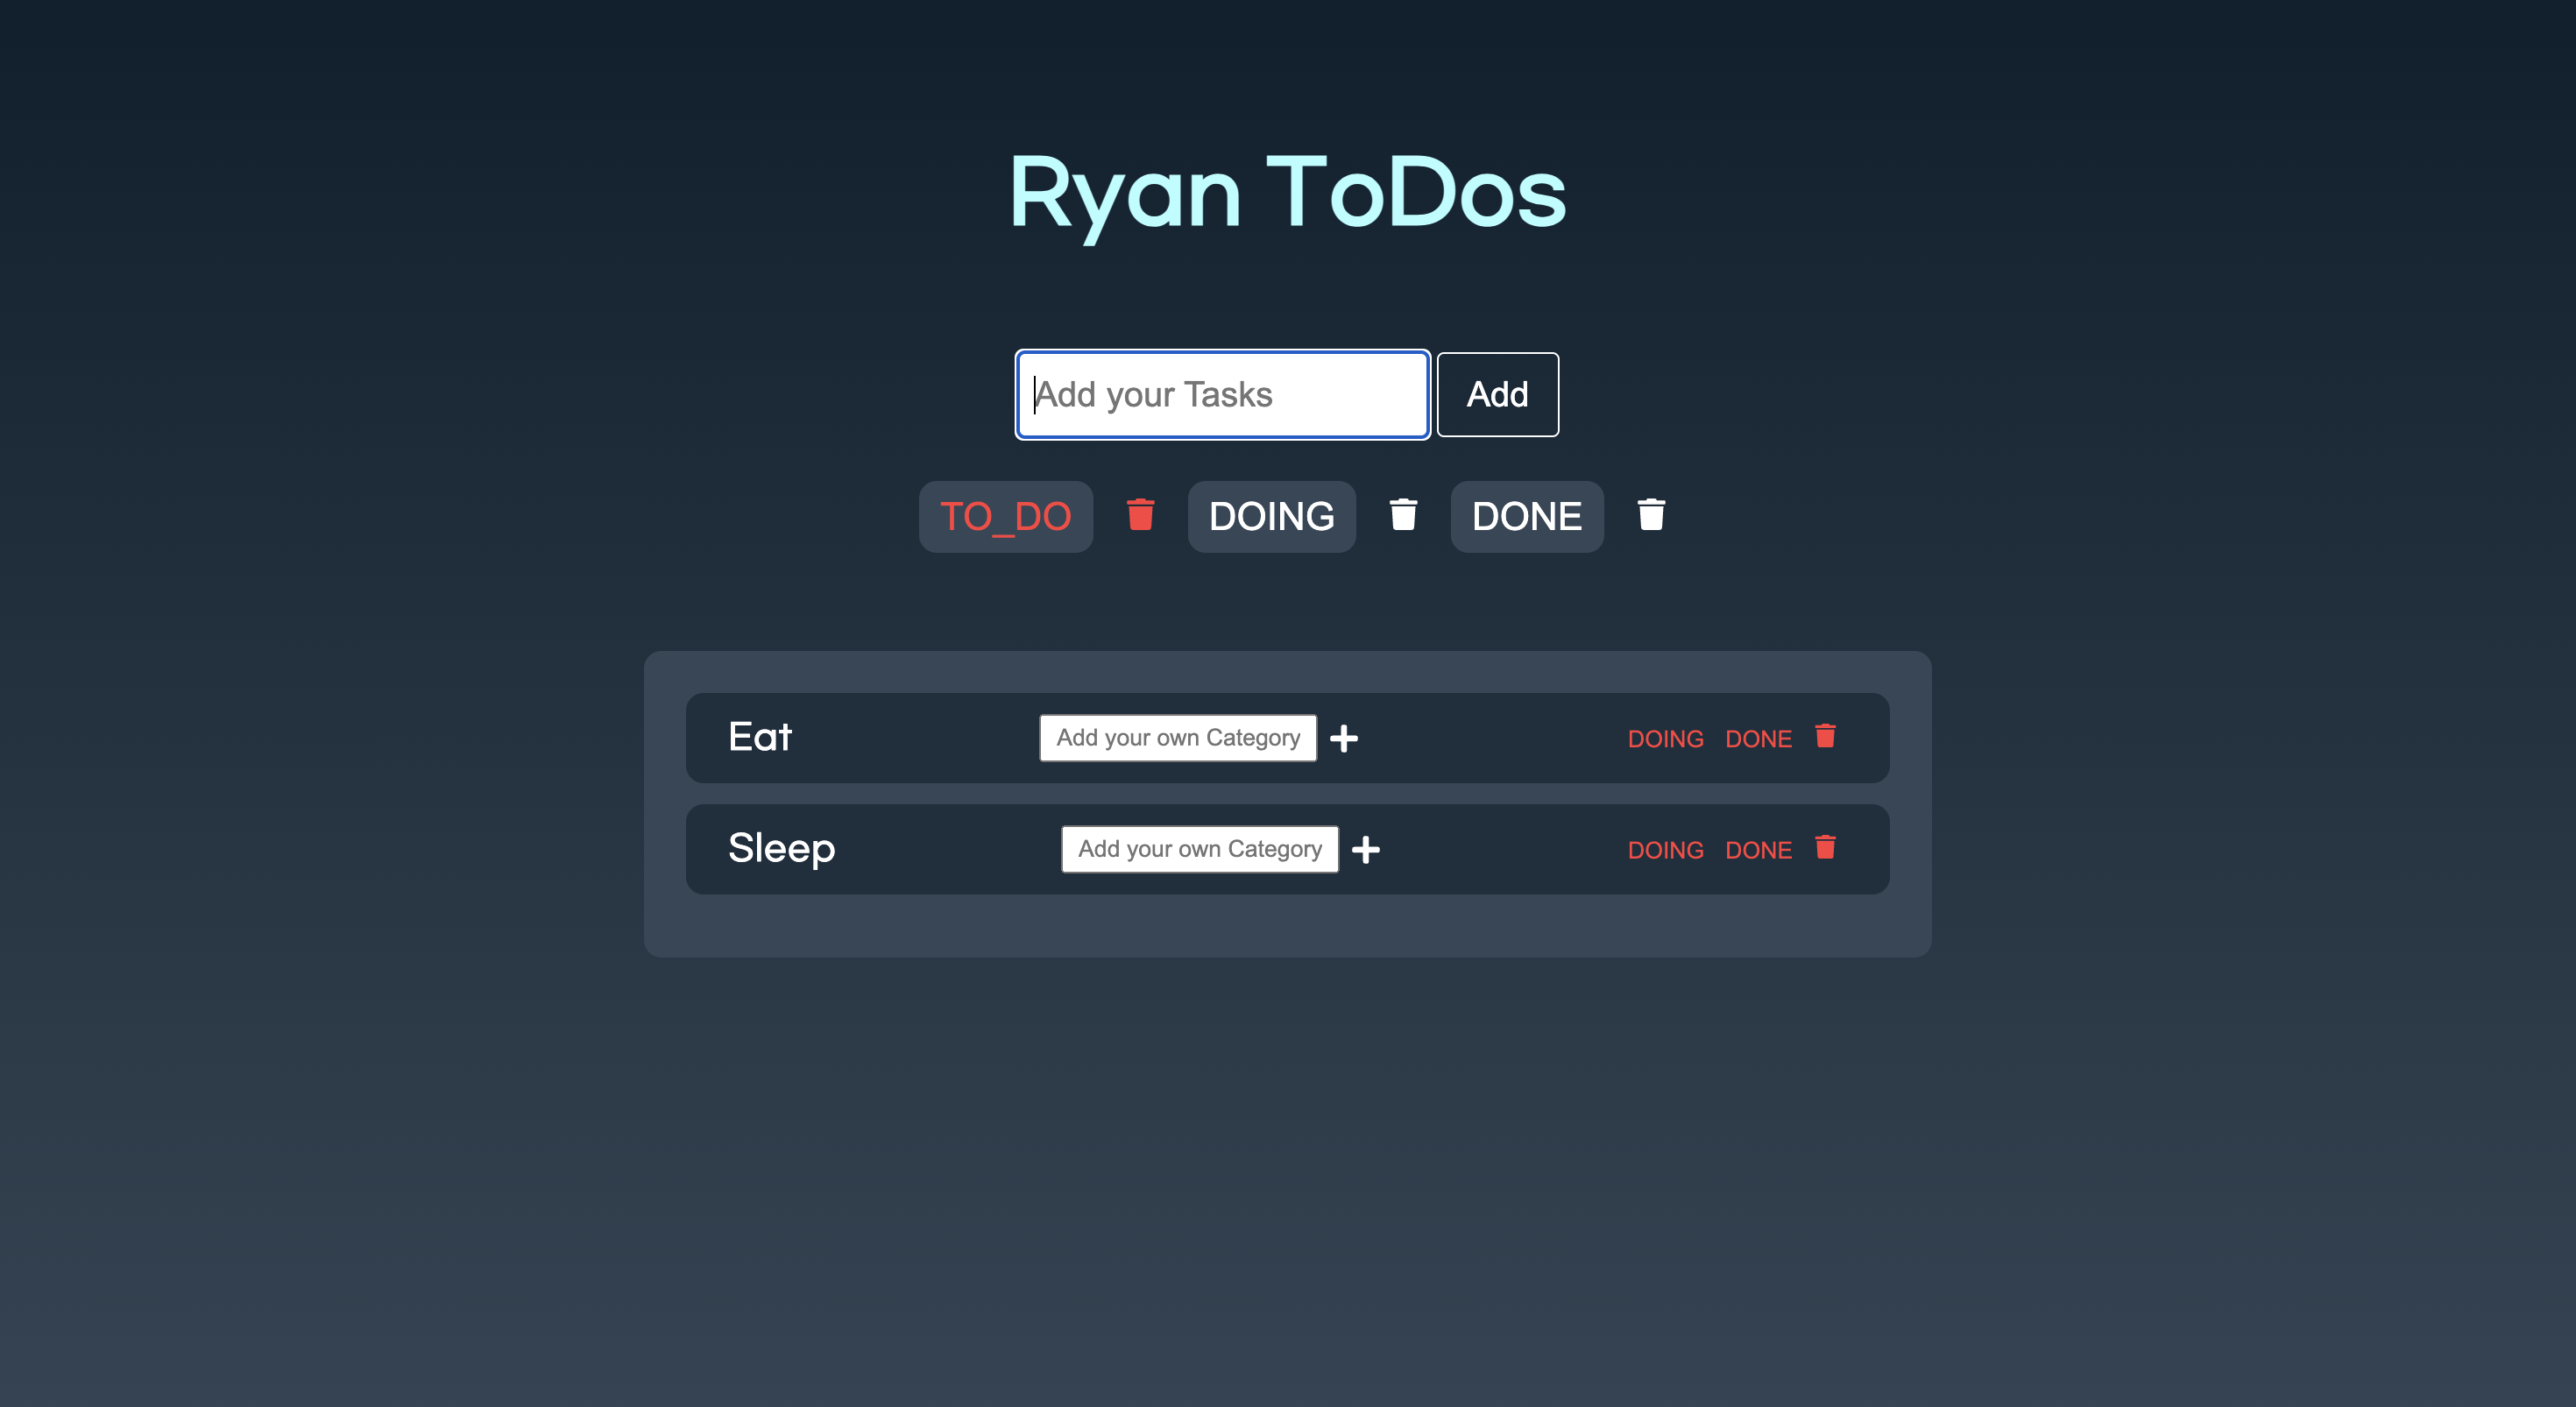 Ryan ToDos
Add your Tasks Add
TO_DO DOING DONE
Eat Add your own Category DOING DONE
Sleep Add your own Category DOING DONE